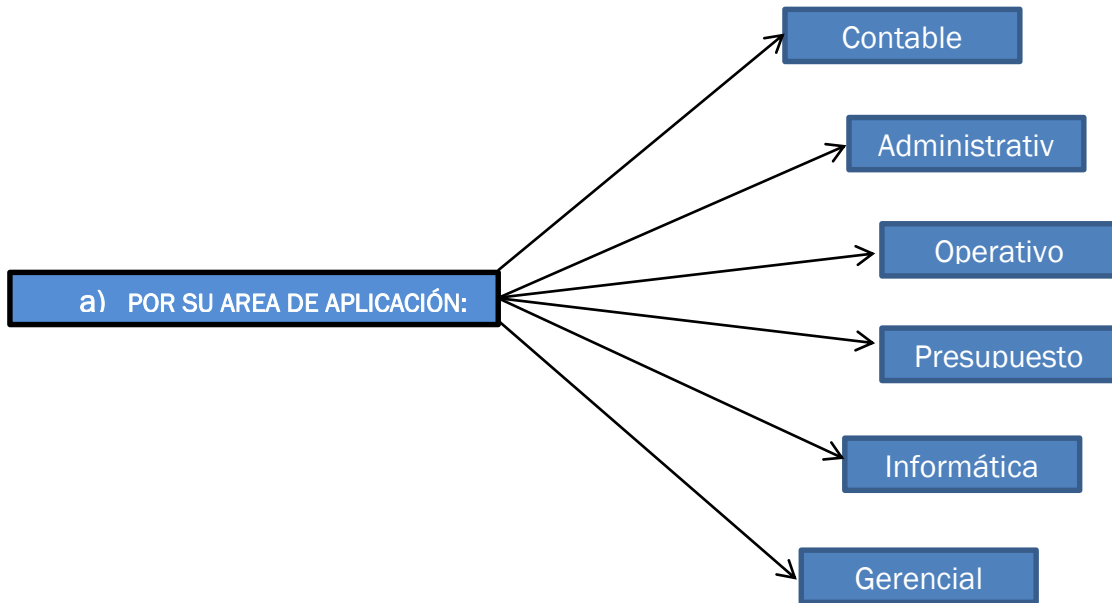 Contable
Administrativ
Operativo
a) POR SU AREA DE APLICACIÓN:
Presupuesto
Informática
Gerencial